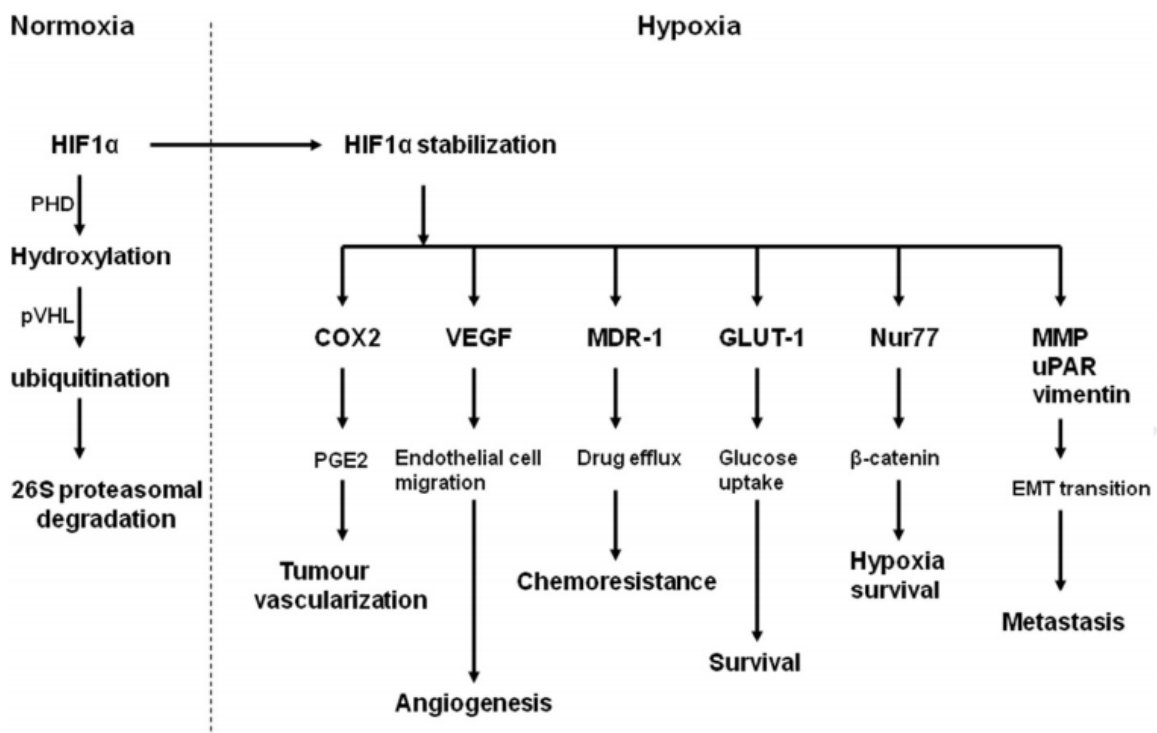 Normoxia
Hypoxia
HIF1α
HIF1α stabilization
PHD
Hydroxylation
pVHL
ubiquitination
26S proteasomal
degradation
COX2
VEGF
MDR-1
GLUT-1
Nur77
MMP
uPAR
vimentin
PGE2
Endothelial cell
migration
Drug efflux
Glucose
uptake
β-catenin
EMT transition
Tumour
vascularization
Angiogenesis
Chemoresistance
Survival
Hypoxia
survival
Metastasis